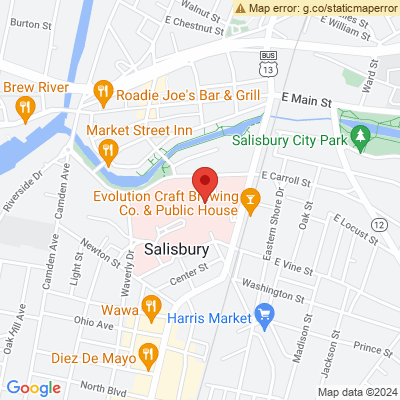 Map error: g.co/staticmaperror
Walnut St
Burton St
E Chestnut St
E William St
Ward St
BUS
13
Brew River
Roadie Joe's Bar & Grill
E Main St
Market Street Inn
Salisbury City Park
Riverside Dr
Camden Ave
E Carroll St
Evolution Craft Brewing
Co. & Public House
Eastern Shore Dr
Oak St
E Locust St
12
Camden Ave
Light St
Newton St
Waverly Dr
Salisbury
Center St
E Vine St
Washington St
Wawa
Harris Market
Oak Hill Ave
Ohio Ave
Madison St
Jackson St
Prince St
Diez De Mayo
North Blvd
Google
Map data ©2024